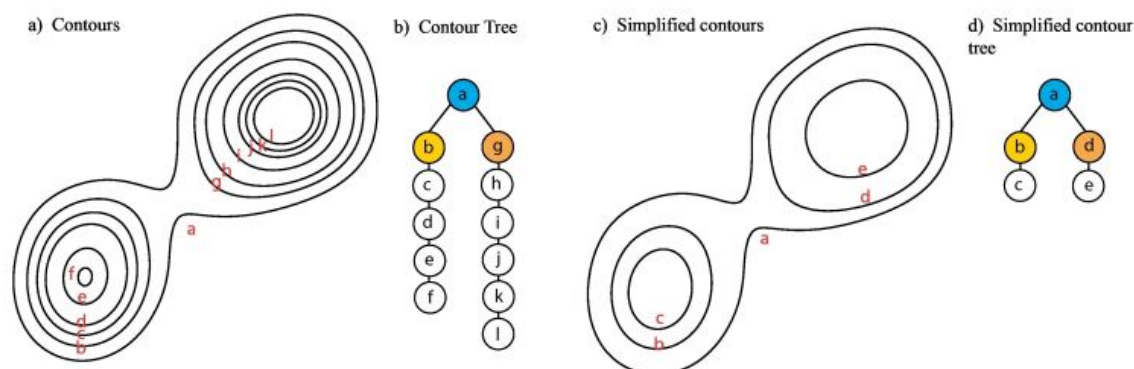 a) Contours
l
k
j
i
h
g
a
f
e
d
c
b
b) Contour Tree
a
b g
c h
d i
e j
f k
l
c) Simplified contours
e
d
a
c
b
d) Simplified contour
tree
a
b d
c e